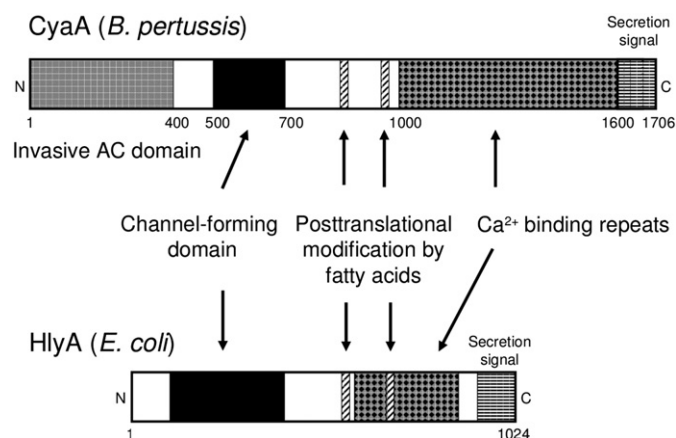 CyaA (B. pertussis)
Secretion
signal
N
C
1
400
500
700
1000
1600
1706
Invasive AC domain
Channel-forming
domain
Posttranslational
modification by
fatty acids
Ca²⁺ binding repeats
HlyA (E. coli)
Secretion
signal
N
C
1
1024